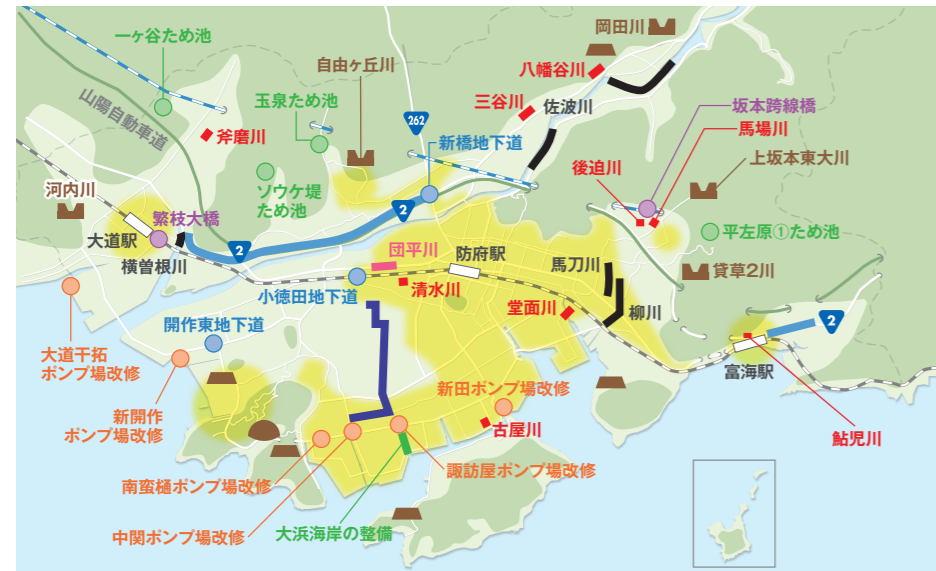 岡田川
一ヶ谷ため池
自由ヶ丘川
八幡谷川
玉泉ため池
三谷川
佐波川
坂本跨線橋
山陽自動車道
262
馬場川
斧磨川
新橋地下道
上坂本東大川
後迫川
ソウケ堤
ため池
河内川
2
繁枝大橋
平左原①ため池
大道駅
2
団平川
防府駅
横曽根川
馬刀川
貸草2川
小徳田地下道
清水川
堂面川
柳川
2
開作東地下道
大道干拓
ポンプ場改修
富海駅
新田ポンプ場改修
新開作
ポンプ場改修
古屋川
鮎児川
諏訪屋ポンプ場改修
南蛮樋ポンプ場改修
中関ポンプ場改修
大浜海岸の整備